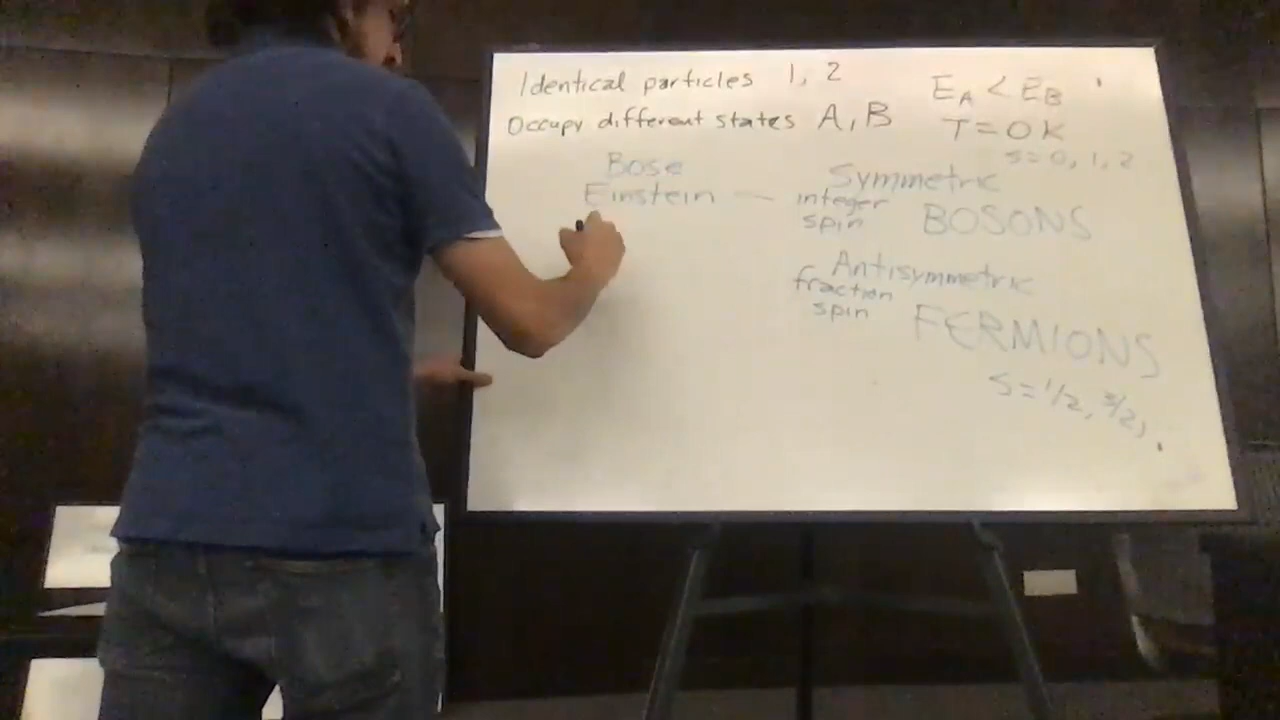 Identical particles 1, 2
Occupy different states A, B
E_A < E_B
T = 0 K
s = 0, 1, 2
Bose
Einstein —
Symmetric
integer
spin
BOSONS
Antisymmetric
fraction
spin
FERMIONS
S = 1/2, 3/2,